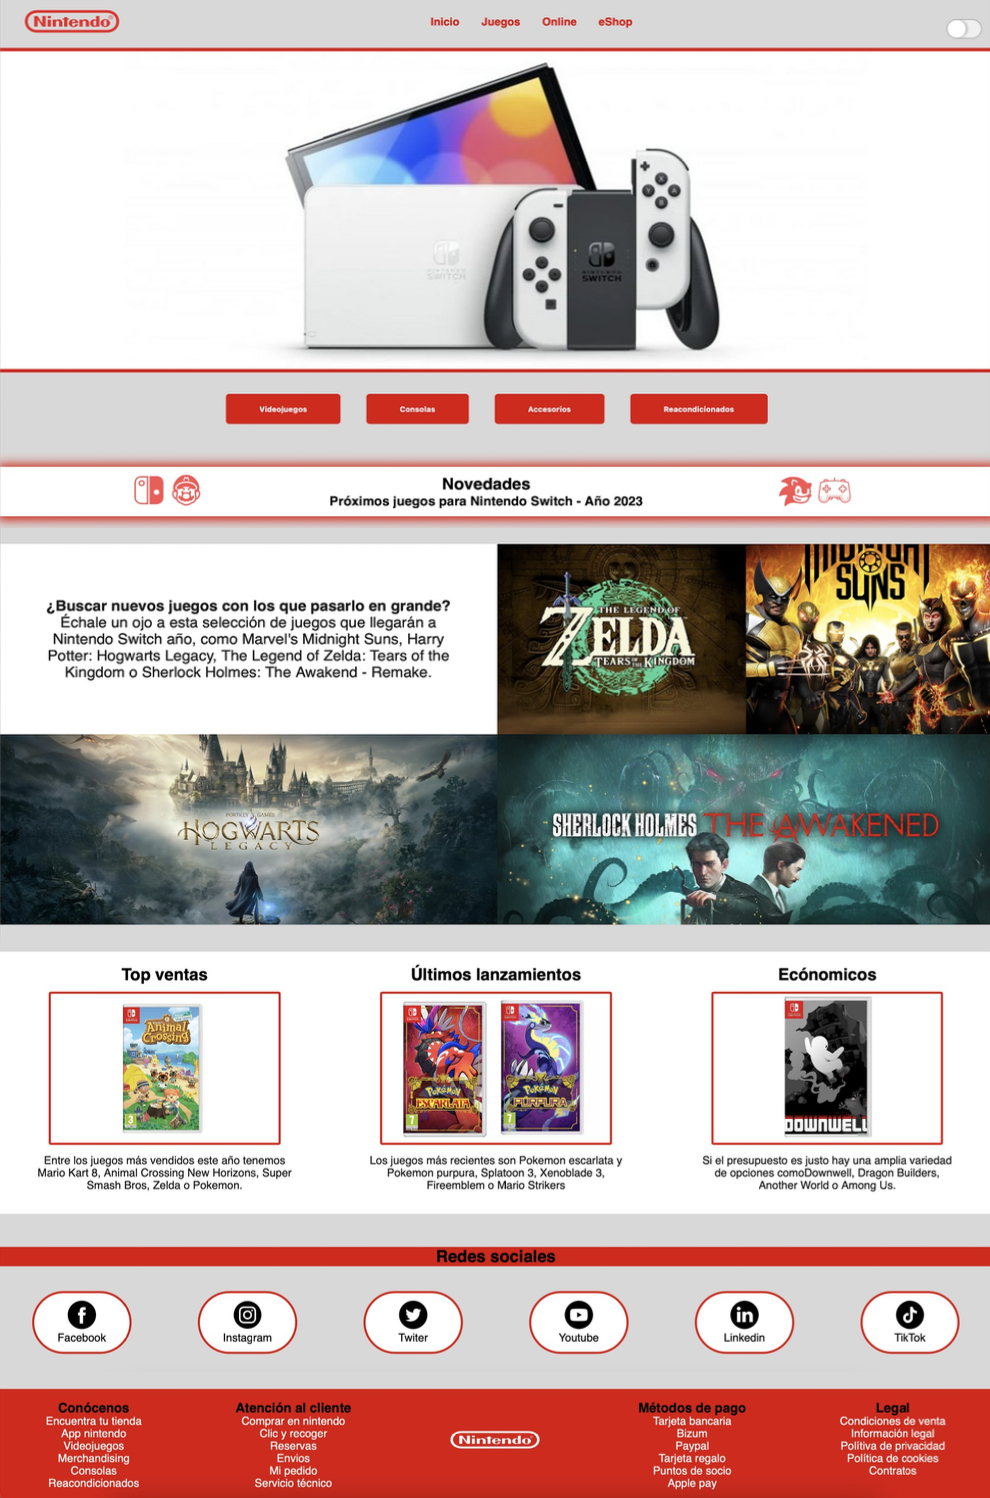 Nintendo
Inicio Juegos Online eShop
NINTENDO
SWITCH
NINTENDO
SWITCH
Videojuegos Consolas Accesorios Reacondicionados
Novedades
Próximos juegos para Nintendo Switch - Año 2023
¿Buscar nuevos juegos con los que pasarlo en grande?
Échale un ojo a esta selección de juegos que llegarán a
Nintendo Switch año, como Marvel's Midnight Suns, Harry
Potter: Hogwarts Legacy, The Legend of Zelda: Tears of the
Kingdom o Sherlock Holmes: The Awakend - Remake.
THE LEGEND OF
ZELDA
TEARS OF THE KINGDOM
MIDNIGHT
SUNS
PORTKEY GAMES
HOGWARTS
LEGACY
SHERLOCK HOLMES THE AWAKENED
Top ventas
Últimos lanzamientos
Ecónomicos
Animal
Crossing
3
POKÉMON
ESCARLATA
7
POKÉMON
PÚRPURA
7
DOWNWELL
Entre los juegos más vendidos este año tenemos
Mario Kart 8, Animal Crossing New Horizons, Super
Smash Bros, Zelda o Pokemon.
Los juegos más recientes son Pokemon escarlata y
Pokemon purpura, Splatoon 3, Xenoblade 3,
Fireemblem o Mario Strikers
Si el presupuesto es justo hay una amplia variedad
de opciones comoDownwell, Dragon Builders,
Another World o Among Us.
Redes sociales
Facebook Instagram Twiter Youtube Linkedin TikTok
Conócenos
Encuentra tu tienda
App nintendo
Videojuegos
Merchandising
Consolas
Reacondicionados
Atención al cliente
Comprar en nintendo
Clic y recoger
Reservas
Envios
Mi pedido
Servicio técnico
Nintendo
Métodos de pago
Tarjeta bancaria
Bizum
Paypal
Tarjeta regalo
Puntos de socio
Apple pay
Legal
Condiciones de venta
Información legal
Polítiva de privacidad
Política de cookies
Contratos